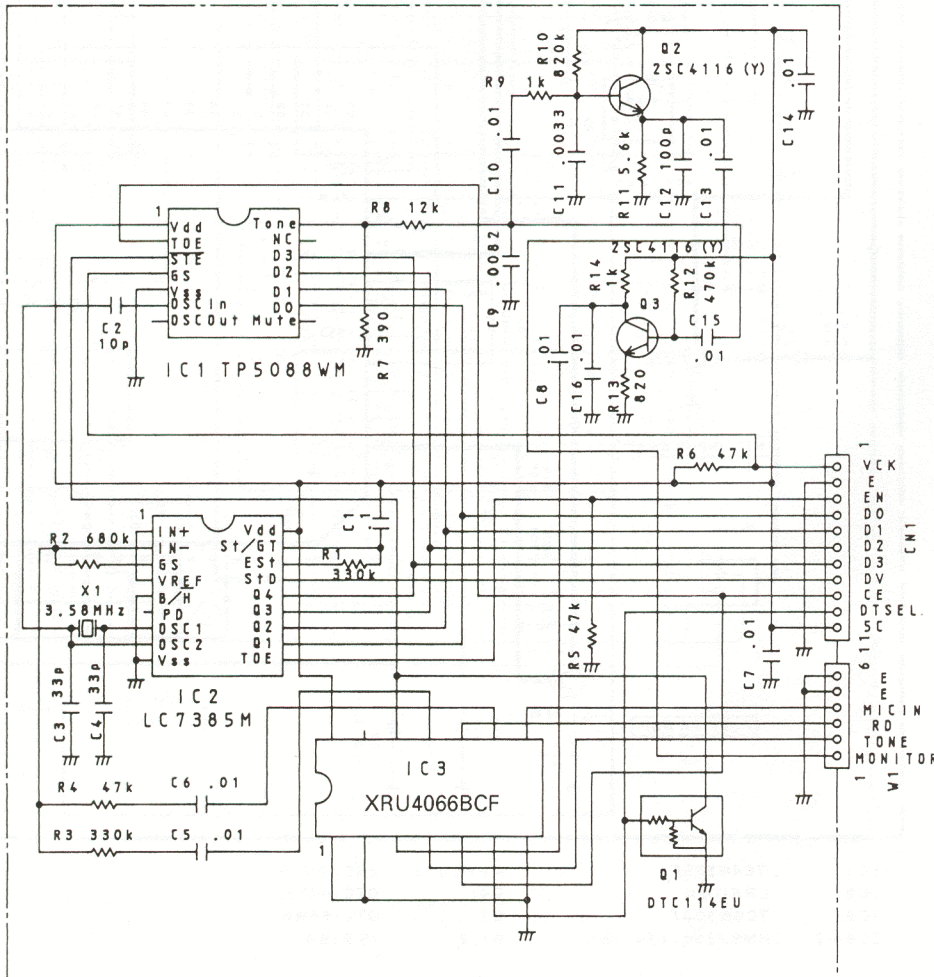 R10
820k
Q2
2SC4116 (Y)
R9 1k
C14 .01
C10 .01
C11 .0033
R11 5.6k
C12 100p
C13 .01
R8 12k
1
Vdd
TOE
STE
GS
Vss
OSCIn
OSCOut
Tone
NC
D3
D2
D1
D0
Mute
C2
10p
IC1 TP5088WM
R7 390
C9 .0082
2SC4116 (Y)
R14
1k
R12
470k
Q3
C15
.01
C8 .01
C16 .01
R13
820
R6 47k
1
VCK
E
EN
D0
D1
D2
D3
DV
CE
DTSEL
5C
CN1
11
1
IN+
IN-
GS
VREF
B/H
PD
OSC1
OSC2
Vss
Vdd
St/GT
ESt
StD
Q4
Q3
Q2
Q1
TOE
C1
.1
R1
330k
R2 680k
X1
3.58MHz
C3 33p
C4 33p
IC2
LC7385M
R5 47k
C7 .01
6
E
E
MICIN
RD
TONE
MONITOR
1
W1
R4 47k
C6 .01
R3 330k
C5 .01
IC3
XRU4066BCF
1
Q1
DTC114EU